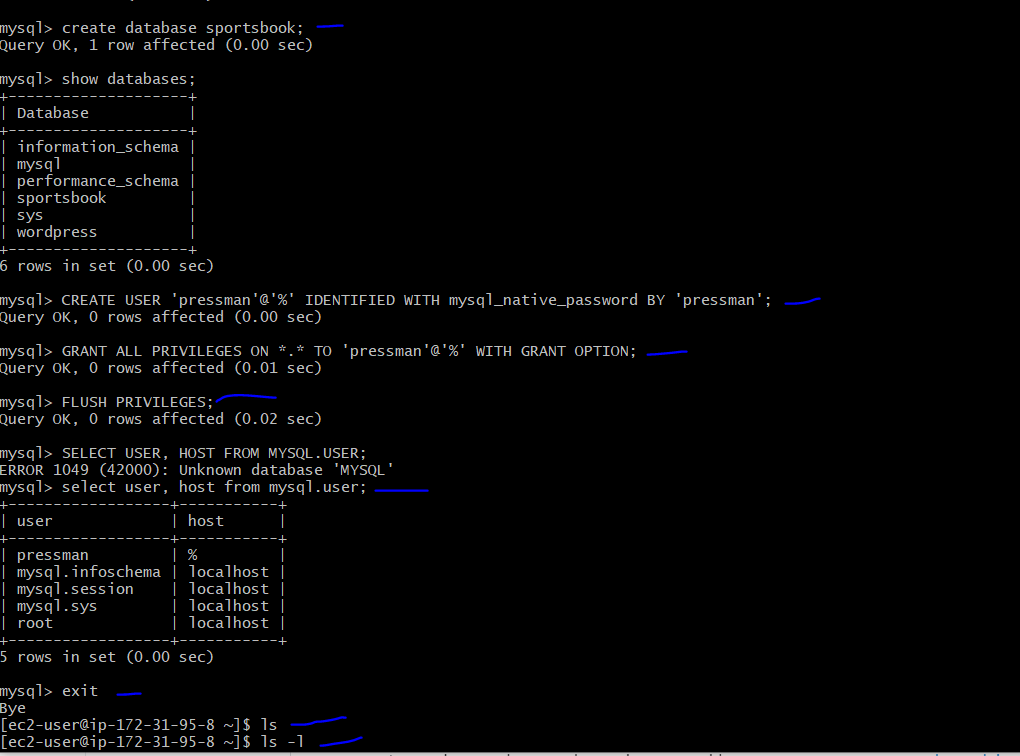 mysql> create database sportsbook;
Query OK, 1 row affected (0.00 sec)
mysql> show databases;
+--------------------+
| Database           |
+--------------------+
| information_schema |
| mysql              |
| performance_schema |
| sportsbook         |
| sys                |
| wordpress          |
+--------------------+
6 rows in set (0.00 sec)
mysql> CREATE USER 'pressman'@'%' IDENTIFIED WITH mysql_native_password BY 'pressman';
Query OK, 0 rows affected (0.00 sec)
mysql> GRANT ALL PRIVILEGES ON *.* TO 'pressman'@'%' WITH GRANT OPTION;
Query OK, 0 rows affected (0.01 sec)
mysql> FLUSH PRIVILEGES;
Query OK, 0 rows affected (0.02 sec)
mysql> SELECT USER, HOST FROM MYSQL.USER;
ERROR 1049 (42000): Unknown database 'MYSQL'
mysql> select user, host from mysql.user;
+------------------+-----------+
| user             | host      |
+------------------+-----------+
| pressman         | %         |
| mysql.infoschema | localhost |
| mysql.session    | localhost |
| mysql.sys        | localhost |
| root             | localhost |
+------------------+-----------+
5 rows in set (0.00 sec)
mysql> exit
Bye
[ec2-user@ip-172-31-95-8 ~]$ ls
[ec2-user@ip-172-31-95-8 ~]$ ls -l